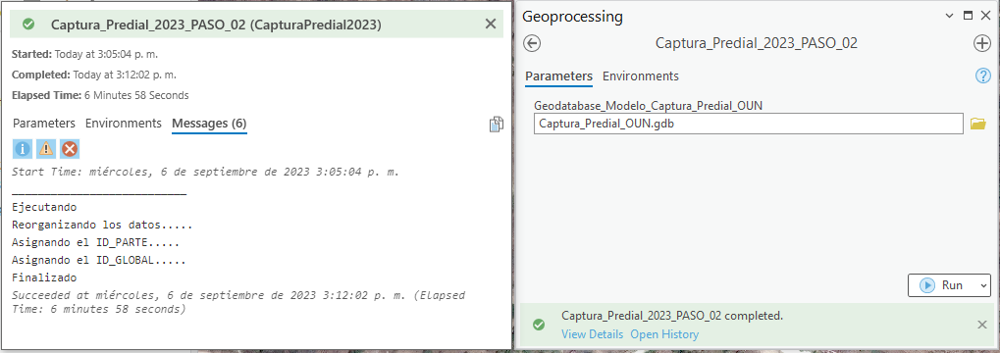 Captura_Predial_2023_PASO_02 (CapturaPredial2023)
Started: Today at 3:05:04 p. m.
Completed: Today at 3:12:02 p. m.
Elapsed Time: 6 Minutes 58 Seconds
Parameters Environments Messages (6)
Start Time: miércoles, 6 de septiembre de 2023 3:05:04 p. m.
Ejecutando
Reorganizando los datos.....
Asignando el ID_PARTE.....
Asignando el ID_GLOBAL.....
Finalizado
Succeeded at miércoles, 6 de septiembre de 2023 3:12:02 p. m. (Elapsed
Time: 6 minutes 58 seconds)
Geoprocessing
Captura_Predial_2023_PASO_02
Parameters Environments
Geodatabase_Modelo_Captura_Predial_OUN
Captura_Predial_OUN.gdb
Run
Captura_Predial_2023_PASO_02 completed.
View Details Open History